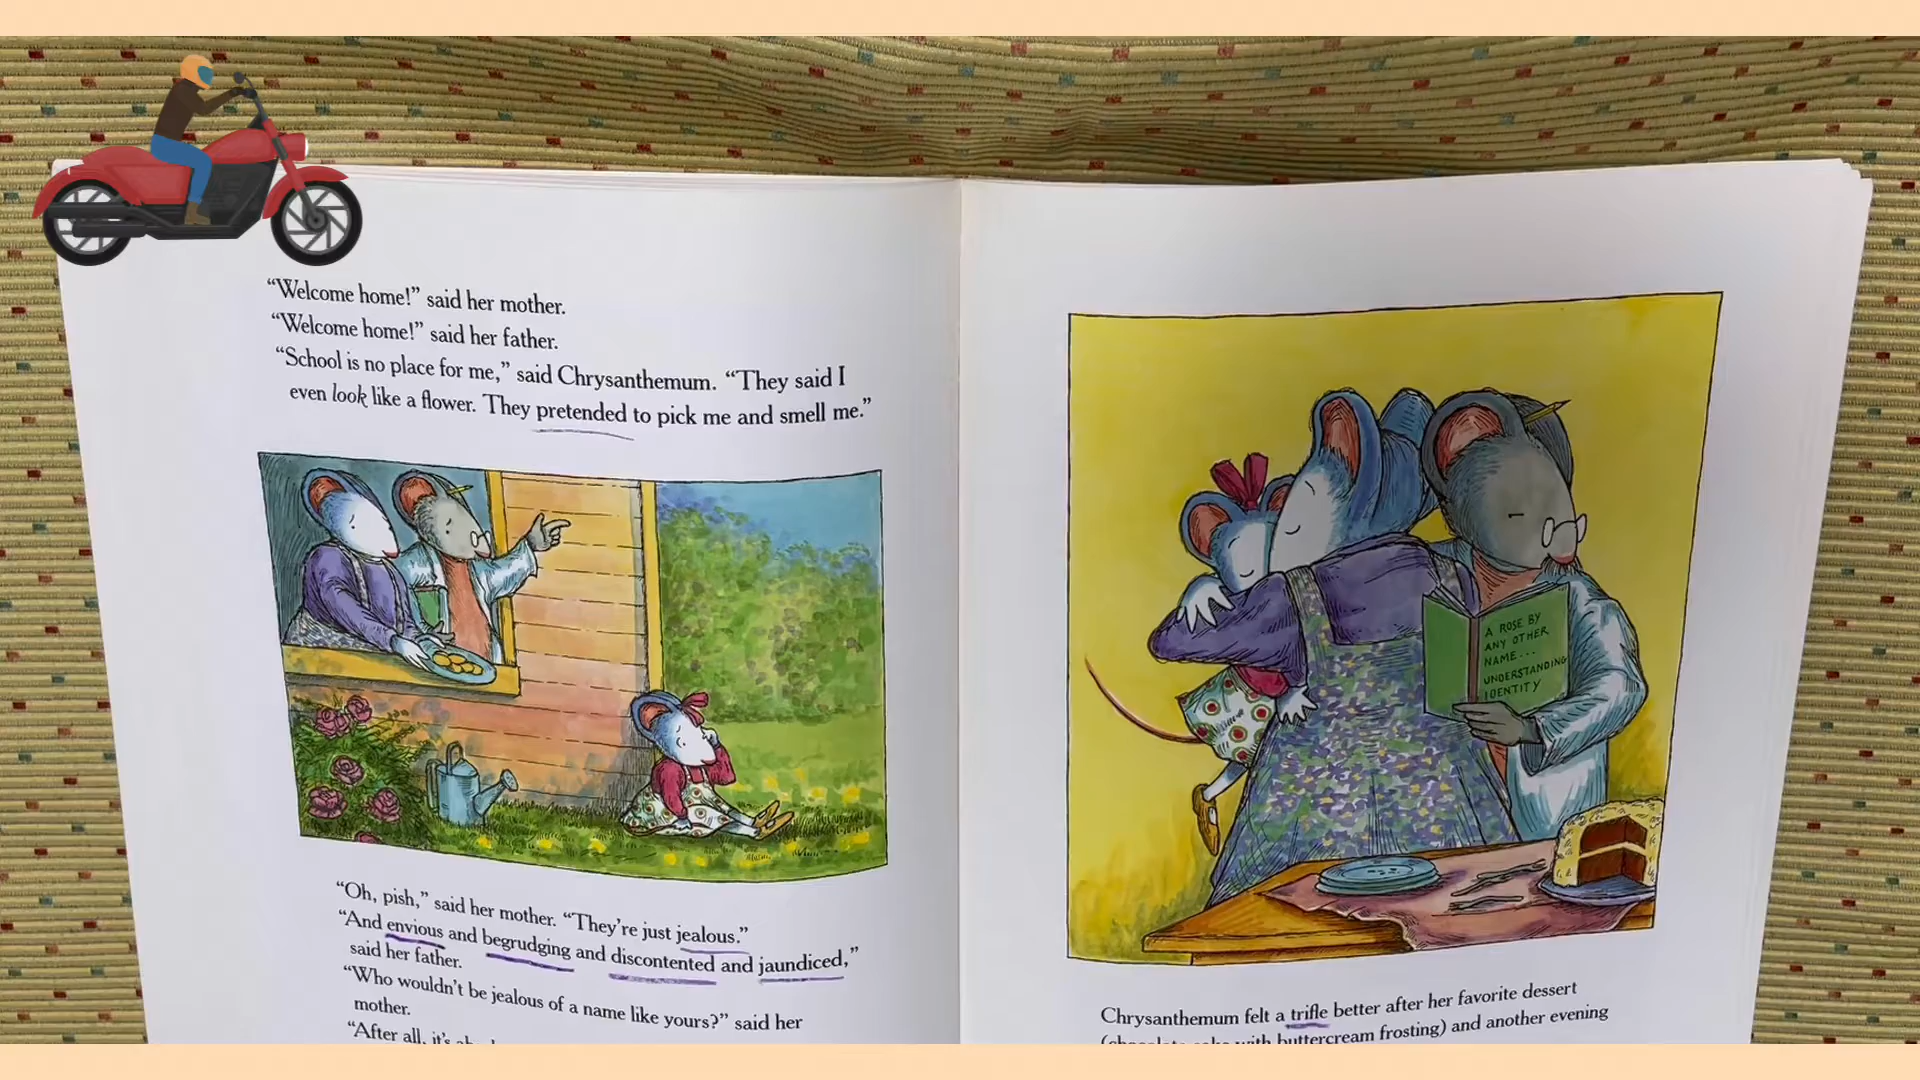 “Welcome home!” said her mother.
“Welcome home!” said her father.
“School is no place for me,” said Chrysanthemum. “They said I
even look like a flower. They pretended to pick me and smell me.”
“Oh, pish,” said her mother. “They’re just jealous.”
“And envious and begrudging and discontented and jaundiced,”
said her father.
“Who wouldn’t be jealous of a name like yours?” said her
mother.
“After all, it’s
A ROSE BY
ANY OTHER
NAME...
UNDERSTANDING
IDENTITY
Chrysanthemum felt a trifle better after her favorite dessert
(chocolate cake with buttercream frosting) and another evening